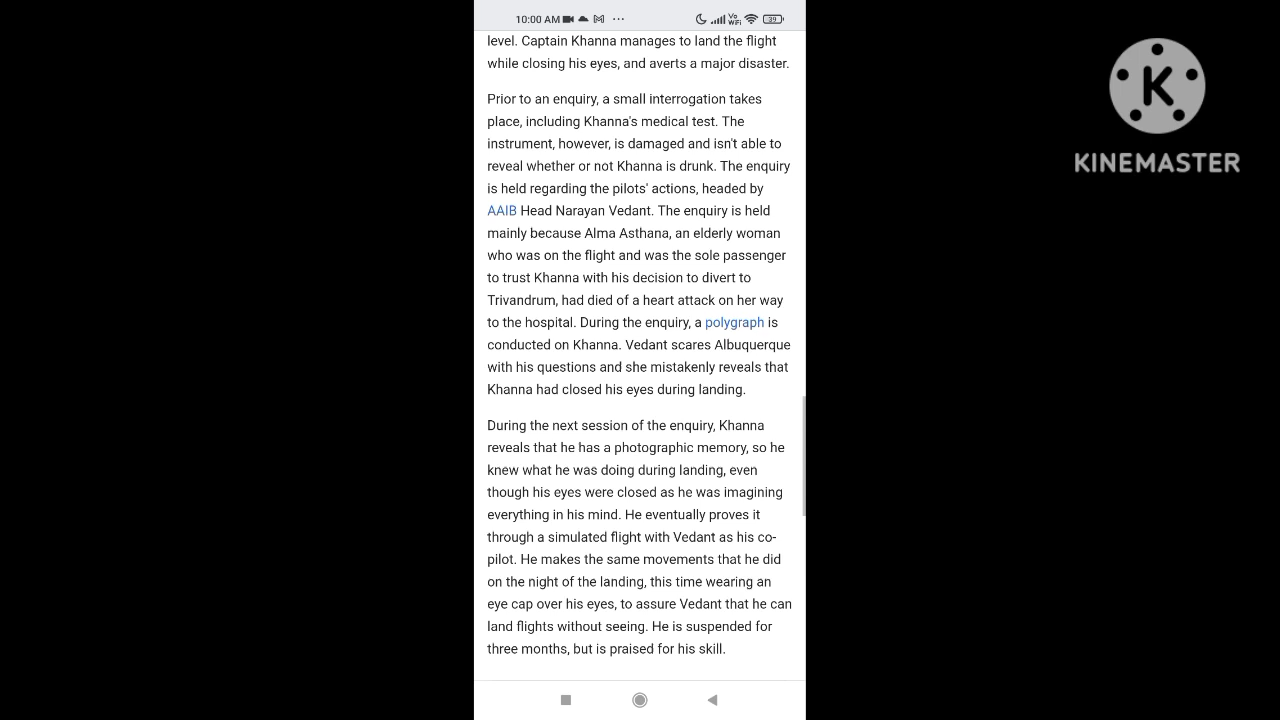 10:00 AM
Vo
WiFi
39
level. Captain Khanna manages to land the flight
while closing his eyes, and averts a major disaster.
Prior to an enquiry, a small interrogation takes
place, including Khanna's medical test. The
instrument, however, is damaged and isn't able to
reveal whether or not Khanna is drunk. The enquiry
is held regarding the pilots' actions, headed by
AAIB Head Narayan Vedant. The enquiry is held
mainly because Alma Asthana, an elderly woman
who was on the flight and was the sole passenger
to trust Khanna with his decision to divert to
Trivandrum, had died of a heart attack on her way
to the hospital. During the enquiry, a polygraph is
conducted on Khanna. Vedant scares Albuquerque
with his questions and she mistakenly reveals that
Khanna had closed his eyes during landing.
During the next session of the enquiry, Khanna
reveals that he has a photographic memory, so he
knew what he was doing during landing, even
though his eyes were closed as he was imagining
everything in his mind. He eventually proves it
through a simulated flight with Vedant as his co-
pilot. He makes the same movements that he did
on the night of the landing, this time wearing an
eye cap over his eyes, to assure Vedant that he can
land flights without seeing. He is suspended for
three months, but is praised for his skill.
K
KINEMASTER